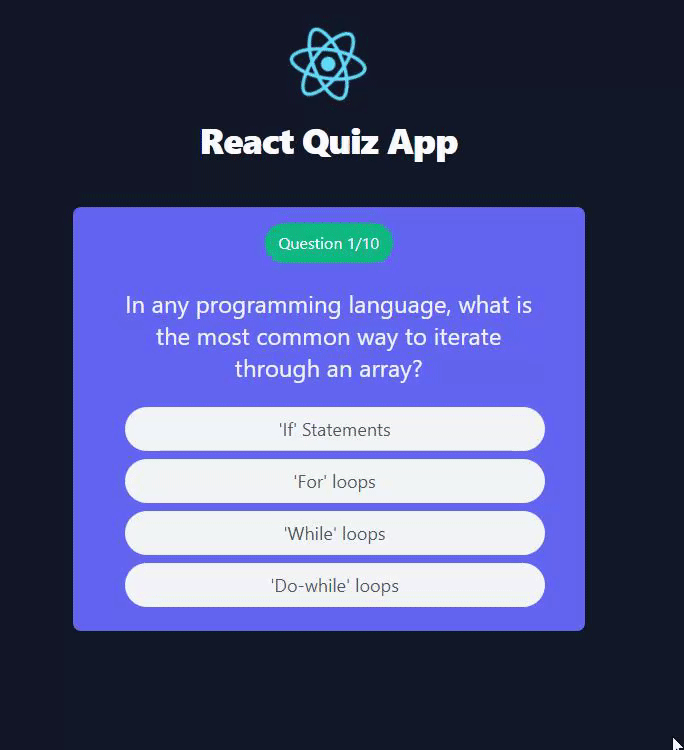 React Quiz App
Question 1/10
In any programming language, what is
the most common way to iterate
through an array?
'If' Statements
'For' loops
'While' loops
'Do-while' loops